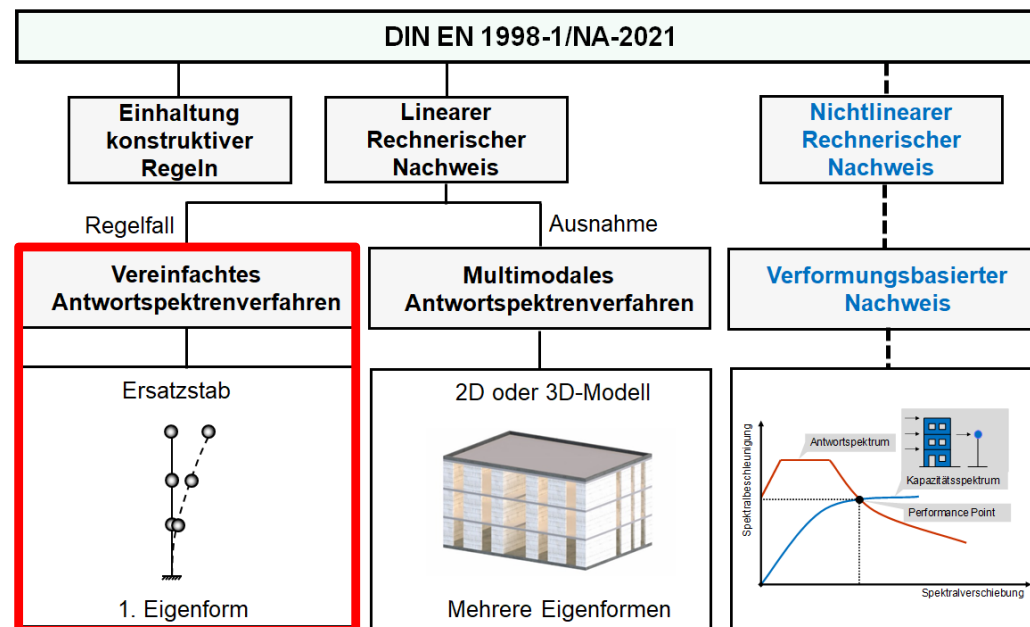 DIN EN 1998-1/NA-2021
Einhaltung
konstruktiver
Regeln
Linearer
Rechnerischer
Nachweis
Nichtlinearer
Rechnerischer
Nachweis
Regelfall
Ausnahme
Vereinfachtes
Antwortspektrenverfahren
Multimodales
Antwortspektrenverfahren
Verformungsbasierter
Nachweis
Ersatzstab
1. Eigenform
2D oder 3D-Modell
Mehrere Eigenformen
Spektralbeschleunigung
Antwortspektrum
Kapazitätsspektrum
Performance Point
Spektralverschiebung